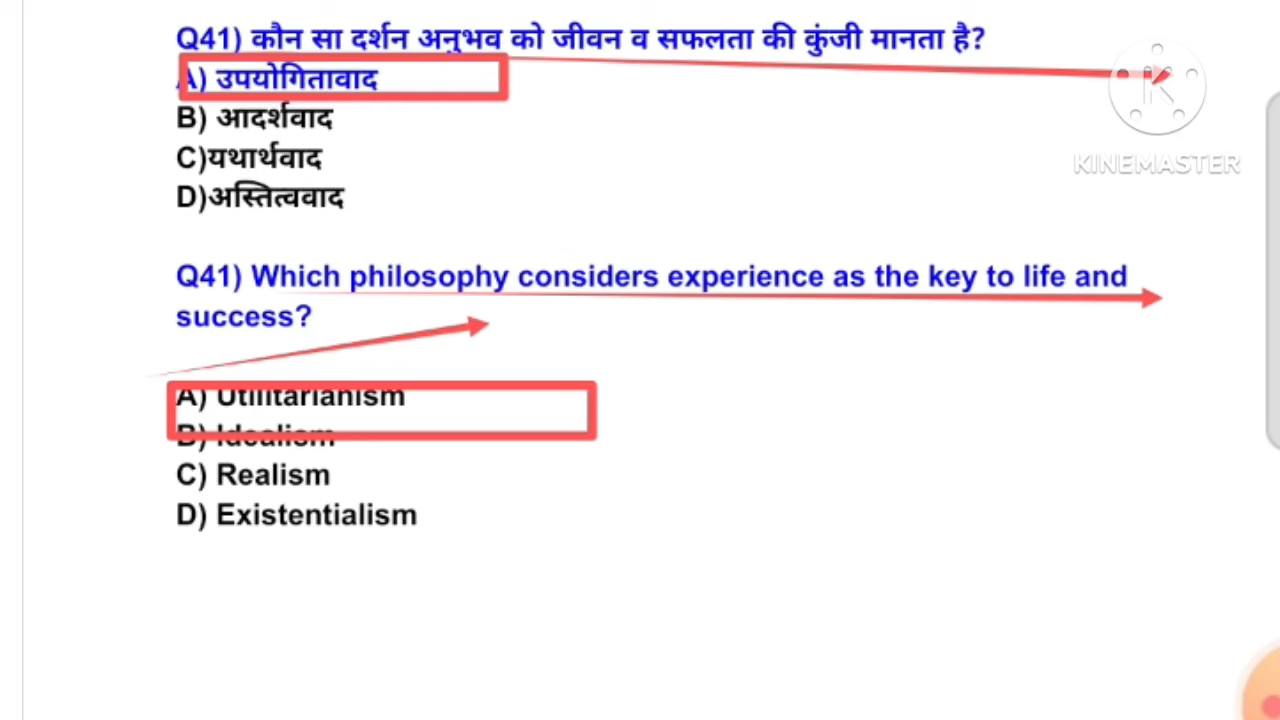 Q41) कौन सा दर्शन अनुभव को जीवन व सफलता की कुंजी मानता है?
A) उपयोगितावाद
B) आदर्शवाद
C)यथार्थवाद
D)अस्तित्ववाद
KINEMASTER
Q41) Which philosophy considers experience as the key to life and
success?
A) Utilitarianism
B) Idealism
C) Realism
D) Existentialism